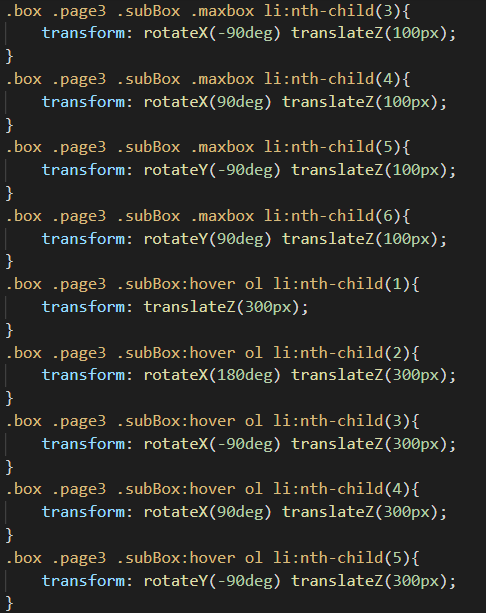 .box .page3 .subBox .maxbox li:nth-child(3){
    transform: rotateX(-90deg) translateZ(100px);
}
.box .page3 .subBox .maxbox li:nth-child(4){
    transform: rotateX(90deg) translateZ(100px);
}
.box .page3 .subBox .maxbox li:nth-child(5){
    transform: rotateY(-90deg) translateZ(100px);
}
.box .page3 .subBox .maxbox li:nth-child(6){
    transform: rotateY(90deg) translateZ(100px);
}
.box .page3 .subBox:hover ol li:nth-child(1){
    transform: translateZ(300px);
}
.box .page3 .subBox:hover ol li:nth-child(2){
    transform: rotateX(180deg) translateZ(300px);
}
.box .page3 .subBox:hover ol li:nth-child(3){
    transform: rotateX(-90deg) translateZ(300px);
}
.box .page3 .subBox:hover ol li:nth-child(4){
    transform: rotateX(90deg) translateZ(300px);
}
.box .page3 .subBox:hover ol li:nth-child(5){
    transform: rotateY(-90deg) translateZ(300px);
}